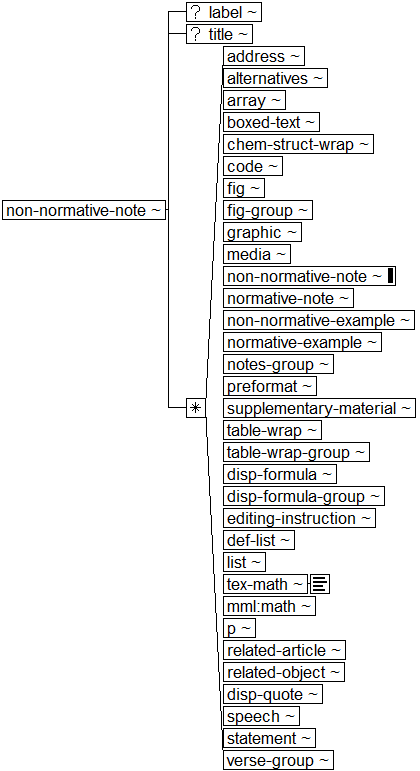 ? label ~
? title ~
address ~
alternatives ~
array ~
boxed-text ~
chem-struct-wrap ~
code ~
fig ~
fig-group ~
graphic ~
media ~
non-normative-note ~
non-normative-note ~
normative-note ~
non-normative-example ~
normative-example ~
notes-group ~
preformat ~
*
supplementary-material ~
table-wrap ~
table-wrap-group ~
disp-formula ~
disp-formula-group ~
editing-instruction ~
def-list ~
list ~
tex-math ~
mml:math ~
p ~
related-article ~
related-object ~
disp-quote ~
speech ~
statement ~
verse-group ~